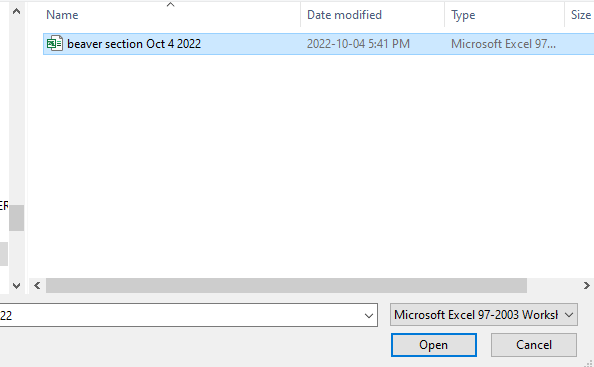 Name Date modified Type Size
beaver section Oct 4 2022 2022-10-04 5:41 PM Microsoft Excel 97...
ER
22 Microsoft Excel 97-2003 Worksh
Open Cancel